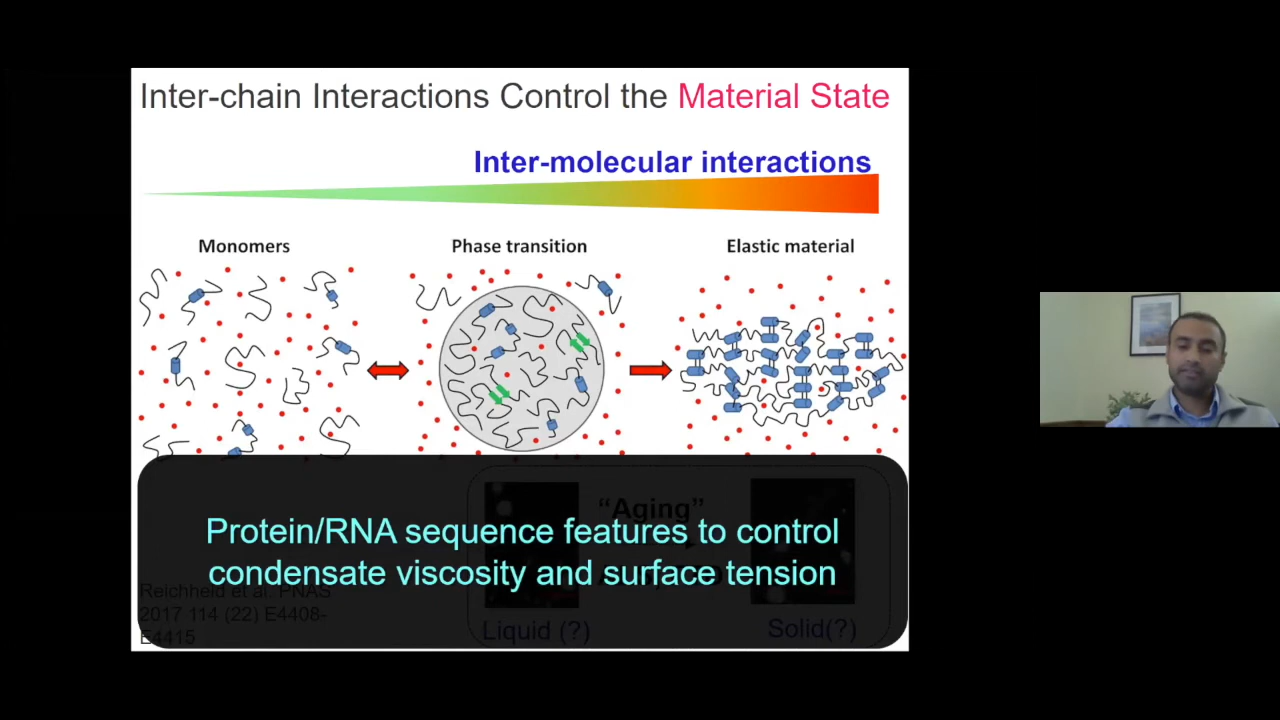 Inter-chain Interactions Control the Material State
Inter-molecular interactions
Monomers
Phase transition
Elastic material
"Aging"
Protein/RNA sequence features to control
condensate viscosity and surface tension
Reichheld et al. PNAS
2017 114 (22) E4408-
E4415
Liquid (?)
Solid(?)